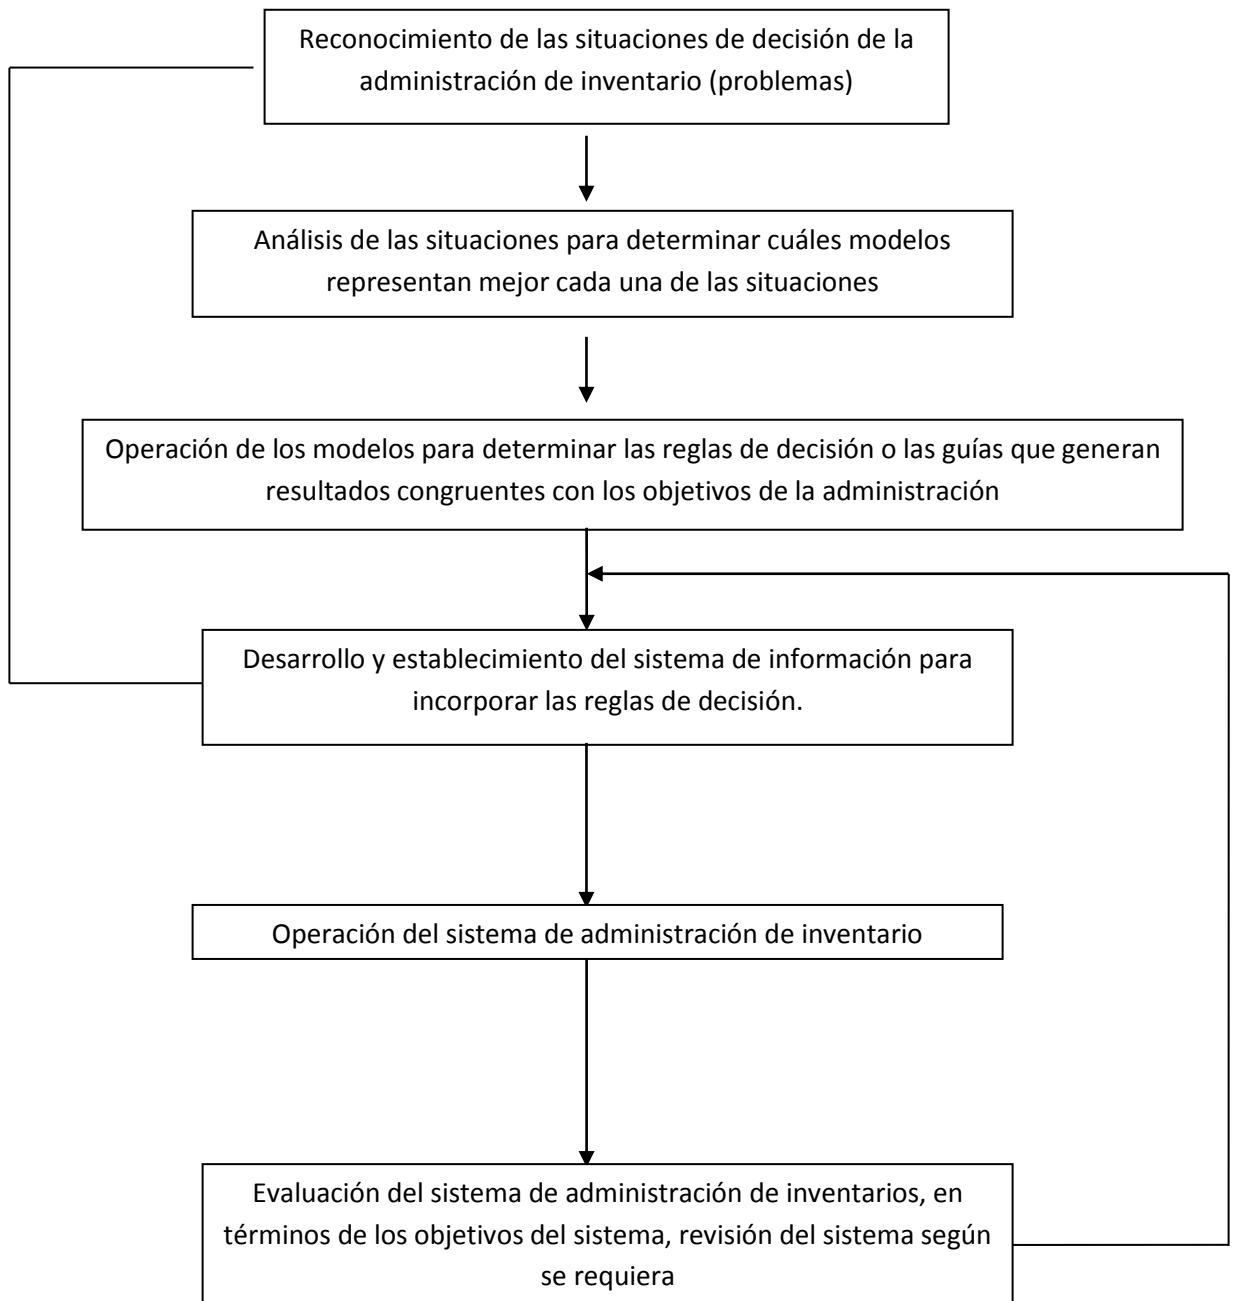 Reconocimiento de las situaciones de decisión de la
administración de inventario (problemas)
Análisis de las situaciones para determinar cuáles modelos
representan mejor cada una de las situaciones
Operación de los modelos para determinar las reglas de decisión o las guías que generan
resultados congruentes con los objetivos de la administración
Desarrollo y establecimiento del sistema de información para
incorporar las reglas de decisión.
Operación del sistema de administración de inventario
Evaluación del sistema de administración de inventarios, en
términos de los objetivos del sistema, revisión del sistema según
se requiera